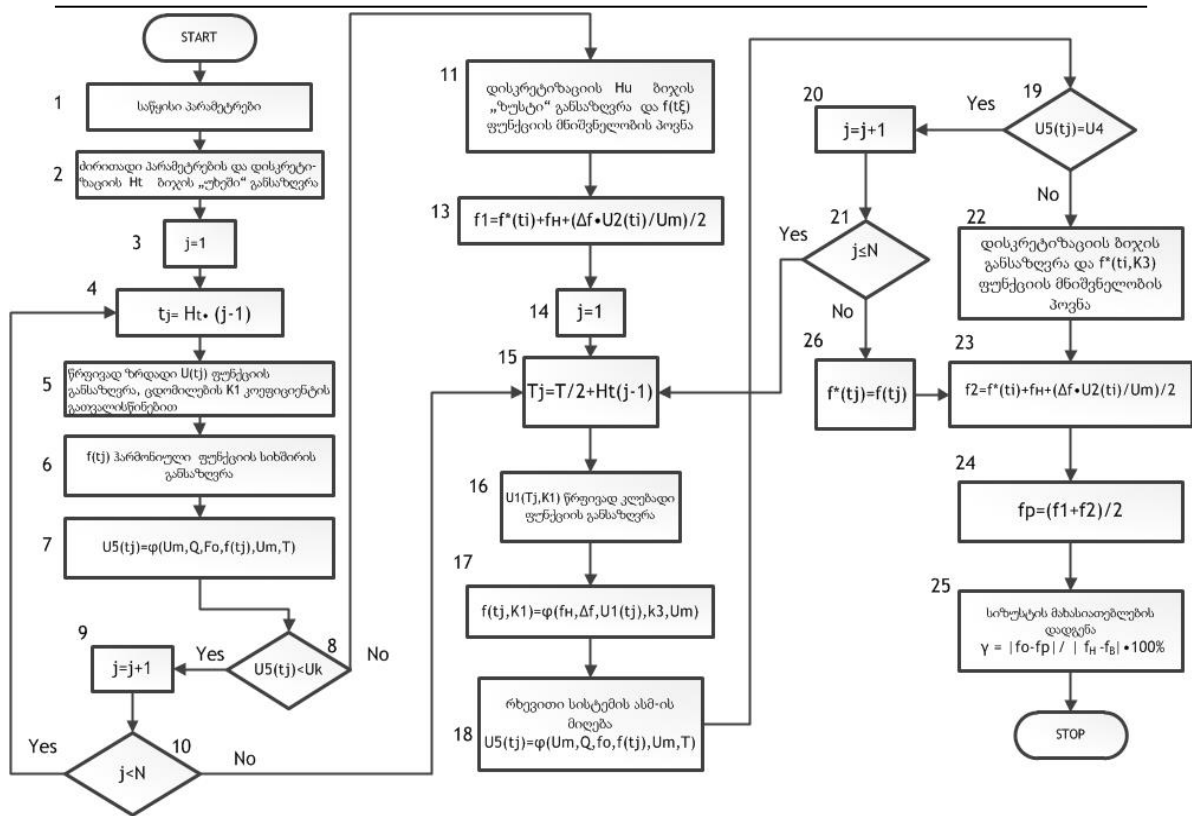 START
1
საწყისი პარამეტრები
2
ძირითადი პარამეტრების და დისკრეტი-
ზაციის Ht ბიჯის „უხეში“ განსაზღვრა
3
j=1
4
tj= Ht• (j-1)
5
წრფივად ზრდადი U(tj) ფუნქციის
განსაზღვრა, ცდომილების K1 კოეფიციენტის
გათვალისწინებით
6
f(tj) ჰარმონიული ფუნქციის სიხშირის
განსაზღვრა
7
U5(tj)=φ(Um,Q,Fo,f(tj),Um,T)
8
U5(tj)<Uk
Yes
No
9
j=j+1
10
j<N
Yes
No
11
დისკრეტიზაციის Hu ბიჯის
„ზუსტი“ განსაზღვრა და f(tξ)
ფუნქციის მნიშვნელობის პოვნა
13
f1=f*(ti)+fн+(Δf•U2(ti)/Um)/2
14
j=1
15
Tj=T/2+Ht(j-1)
16
U1(Tj,K1) წრფივად კლებადი
ფუნქციის განსაზღვრა
17
f(tj,K1)=φ(fн,Δf,U1(tj),k3,Um)
18
რხევითი სისტემის ასმ-ის
მიღება
U5(tj)=φ(Um,Q,fo,f(tj),Um,T)
19
U5(tj)=U4
Yes
No
20
j=j+1
21
j≤N
Yes
No
22
დისკრეტიზაციის ბიჯის
განსაზღვრა და f*(ti,K3)
ფუნქციის მნიშვნელობის
პოვნა
26
f*(tj)=f(tj)
23
f2=f*(ti)+fн+(Δf•U2(ti)/Um)/2
24
fp=(f1+f2)/2
25
სიზუსტის მახასიათებლების
დადგენა
γ = |fo-fp|/ | fн -fв|•100%
STOP